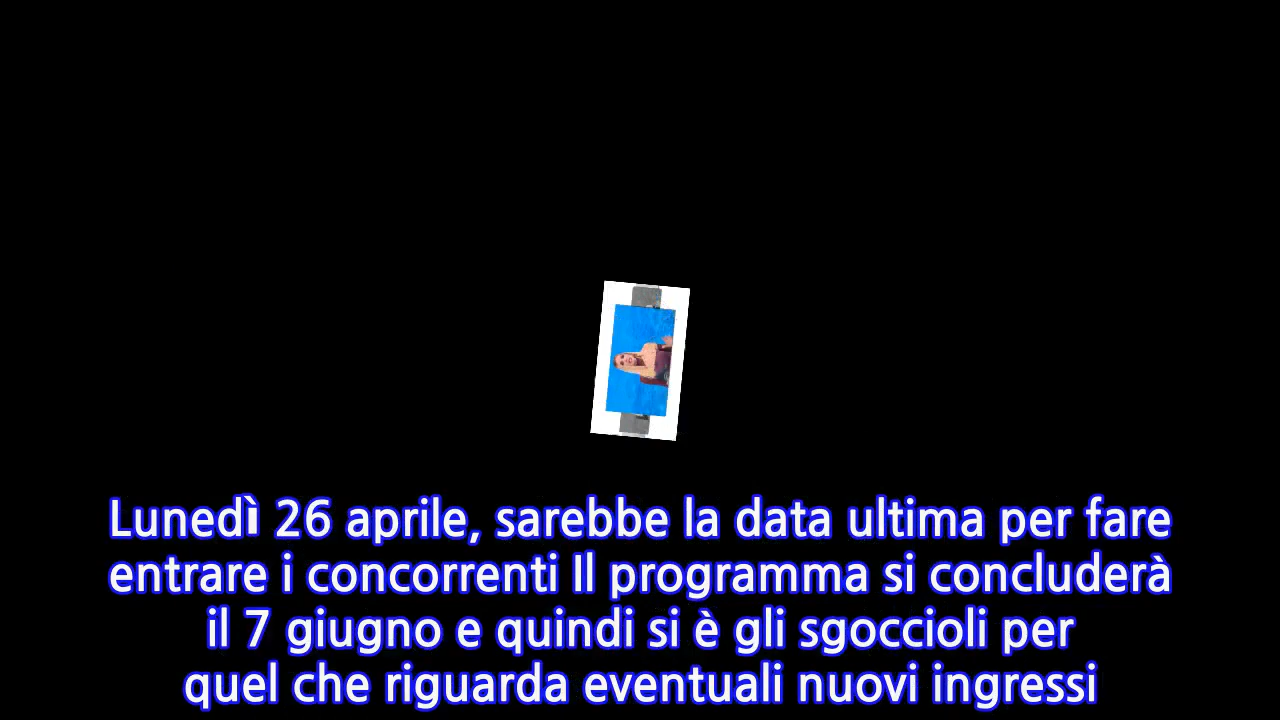 Lunedì 26 aprile, sarebbe la data ultima per fare
entrare i concorrenti Il programma si concluderà
il 7 giugno e quindi si è gli sgoccioli per
quel che riguarda eventuali nuovi ingressi